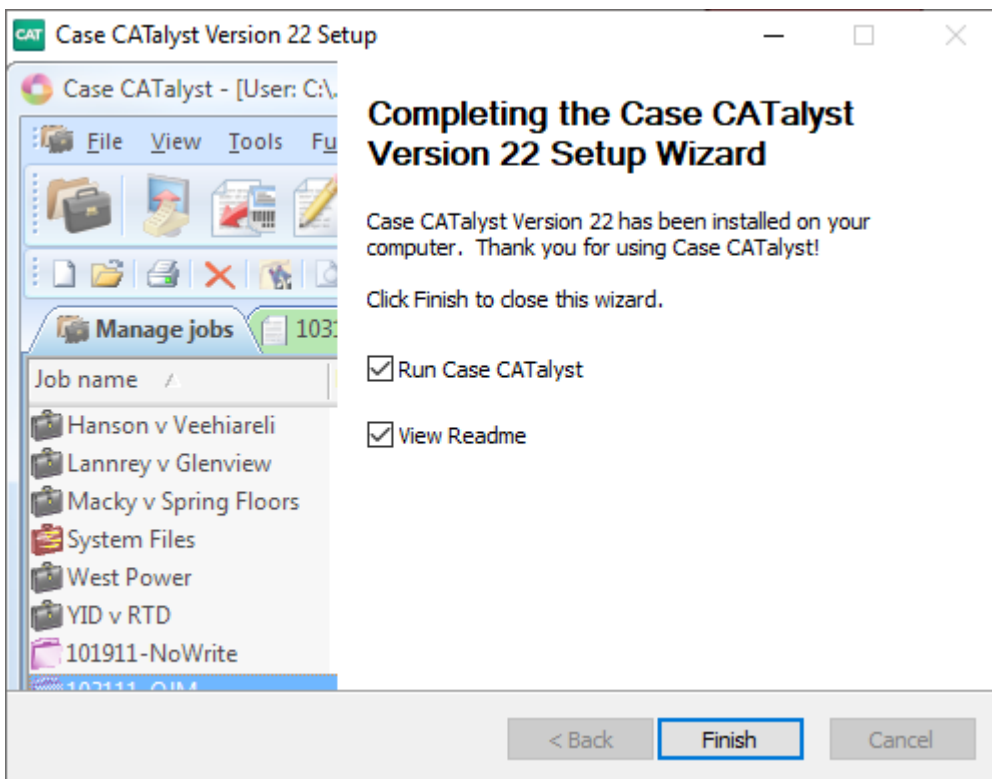 CAT Case CATalyst Version 22 Setup
Case CATalyst - [User: C:\.
File View Tools Fu
Completing the Case CATalyst
Version 22 Setup Wizard
Case CATalyst Version 22 has been installed on your
computer. Thank you for using Case CATalyst!
Click Finish to close this wizard.
Manage jobs 103
Run Case CATalyst
Job name
Hanson v Veehiareli
View Readme
Lannrey v Glenview
Macky v Spring Floors
System Files
West Power
YID v RTD
101911-NoWrite
< Back Finish Cancel